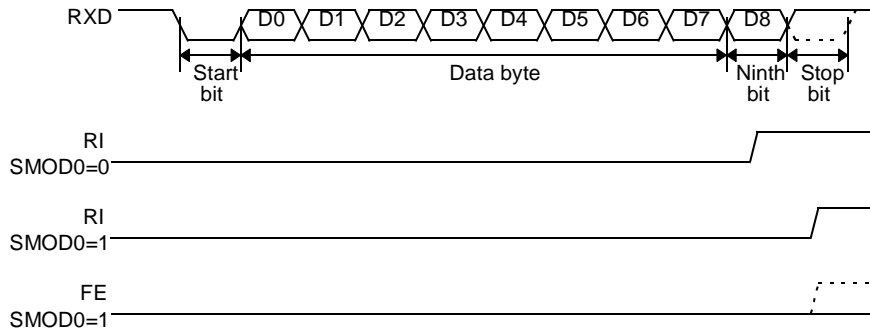 RXD D0 D1 D2 D3 D4 D5 D6 D7 D8
Start bit
Data byte
Ninth bit
Stop bit
RI
SMOD0=0
RI
SMOD0=1
FE
SMOD0=1